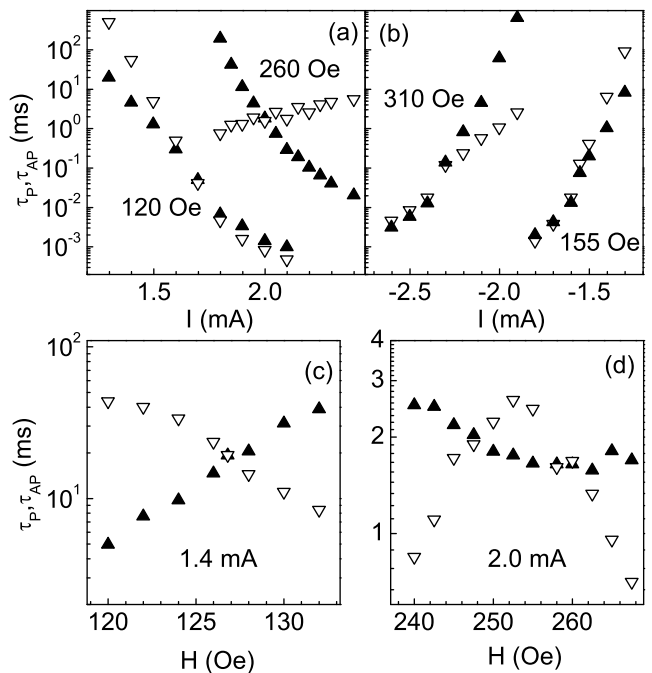 (a) (b)
10² 260 Oe
10¹ 310 Oe
10⁰
10⁻¹
10⁻² 120 Oe
10⁻³ 155 Oe
τP,τAP (ms)
1.5 2.0 -2.5 -2.0 -1.5
I (mA) I (mA)
10² (c) 4 (d)
3
2
10¹ 1.4 mA 1 2.0 mA
τP,τAP (ms)
120 125 130 240 250 260
H (Oe) H (Oe)